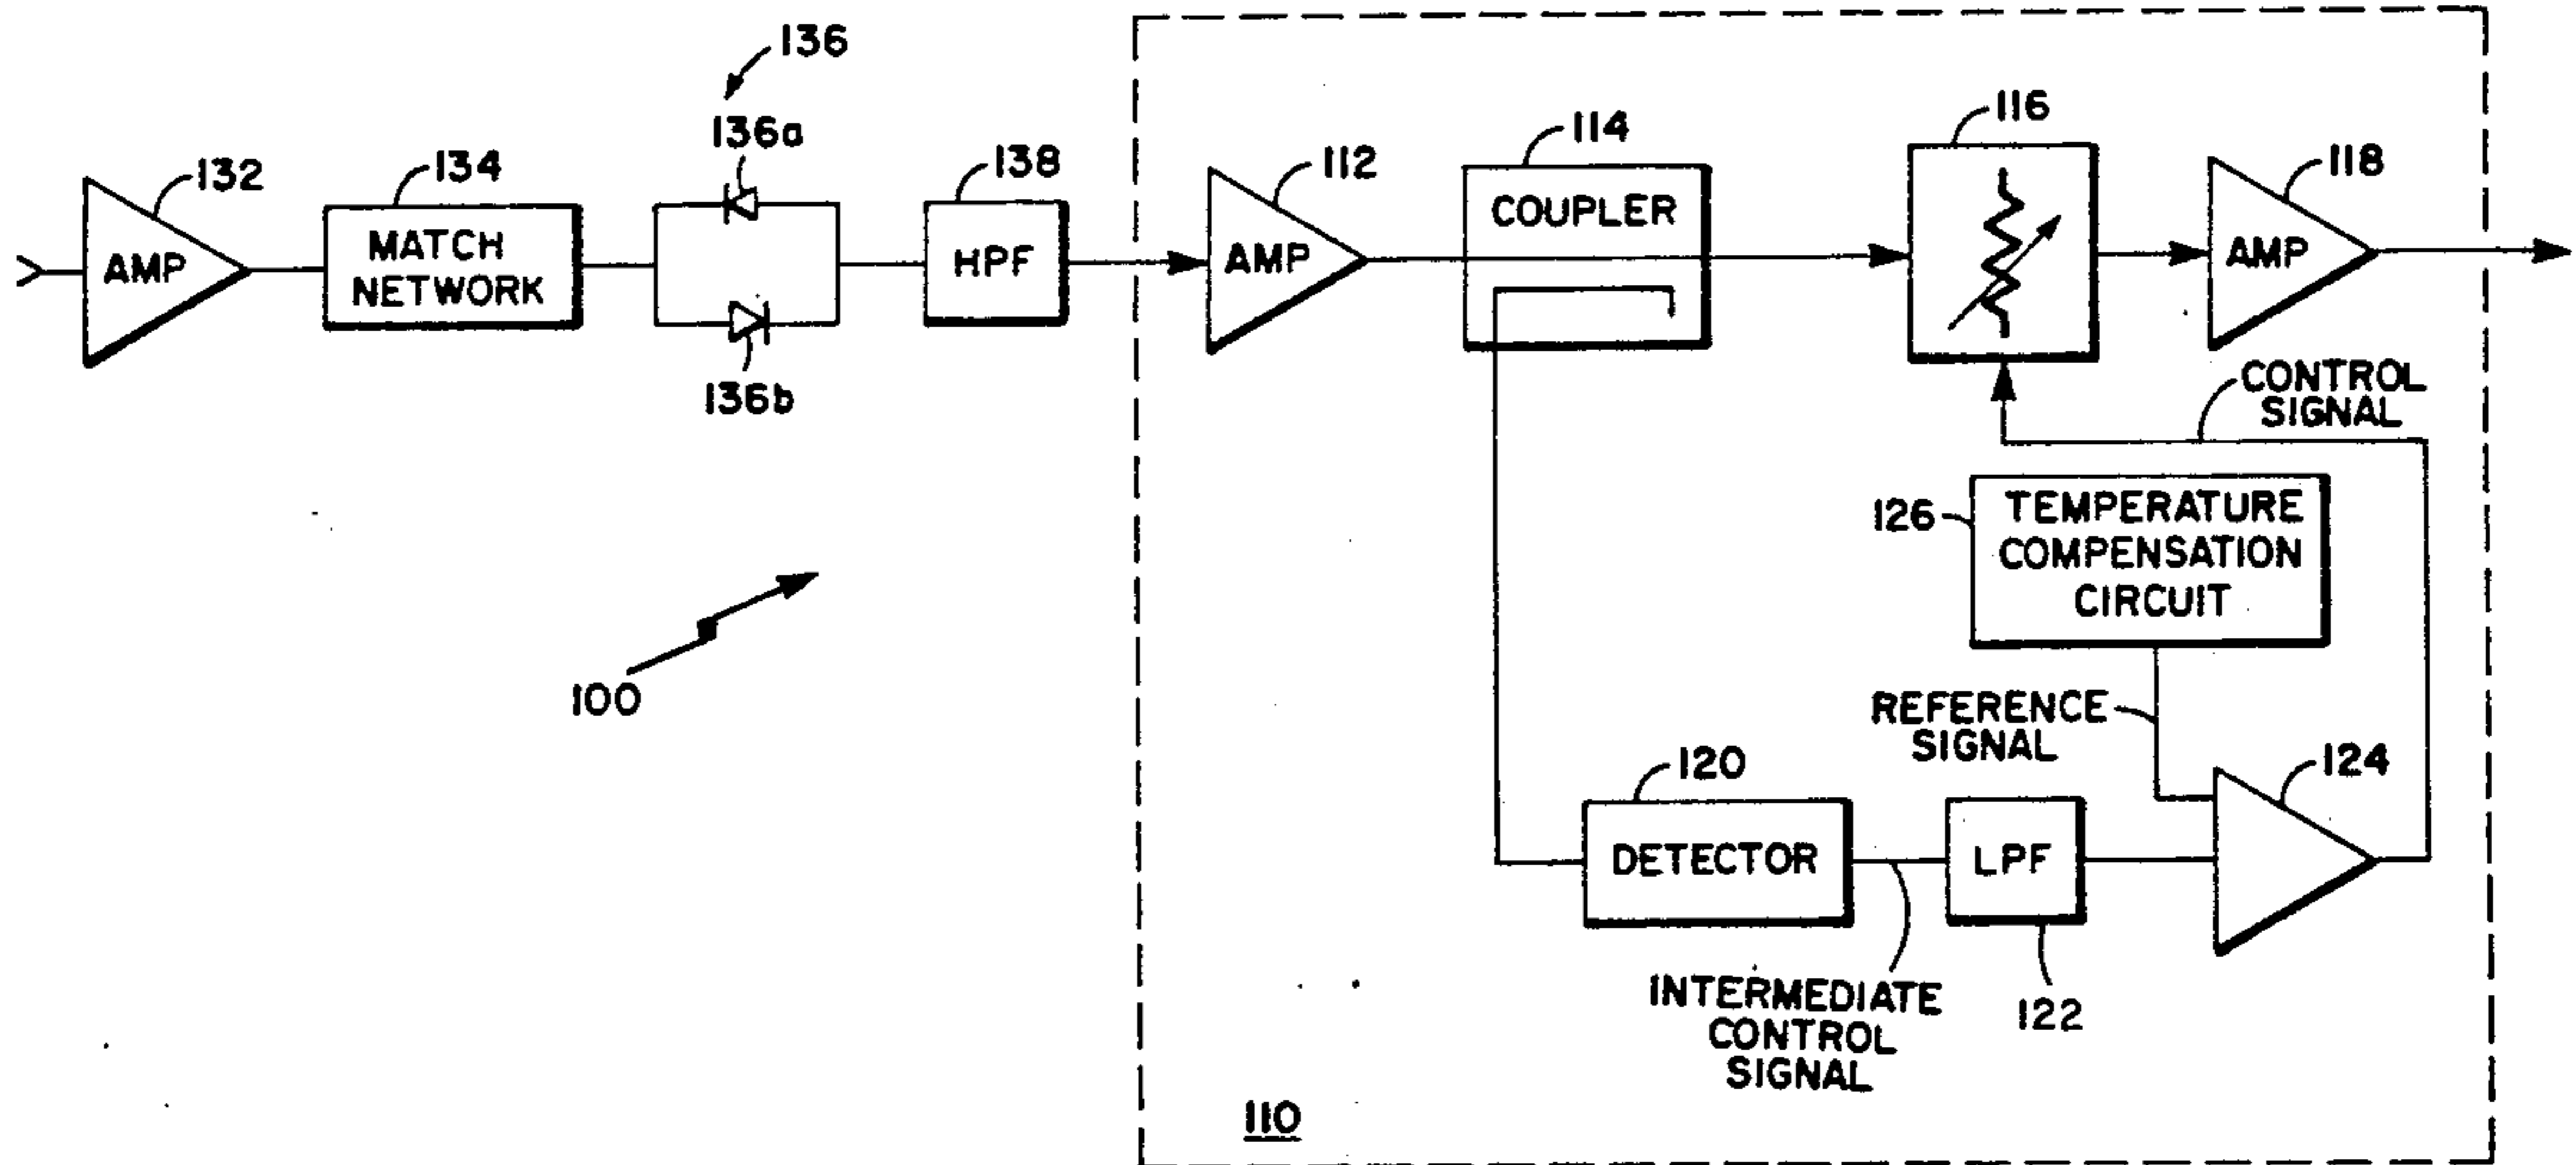 136
136a
132
134
138
112
114
116
118
AMP
MATCH
NETWORK
HPF
AMP
COUPLER
AMP
136b
CONTROL
SIGNAL
126
TEMPERATURE
COMPENSATION
CIRCUIT
100
REFERENCE
SIGNAL
120
124
DETECTOR
LPF
INTERMEDIATE
CONTROL
SIGNAL
122
110